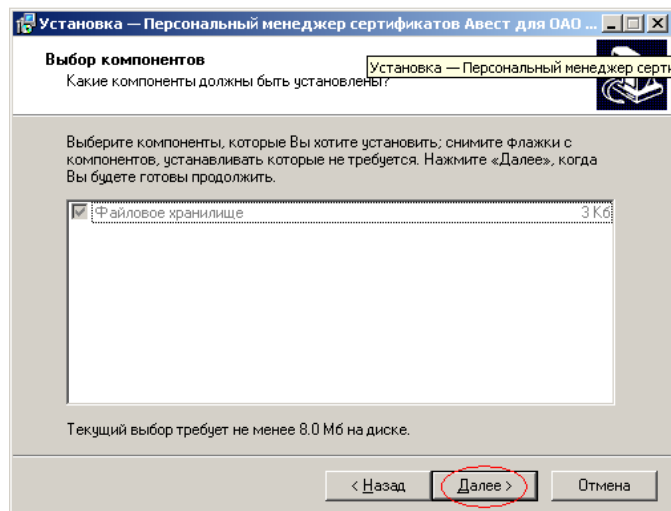 Установка — Персональный менеджер сертификатов Авест для ОАО ...
Выбор компонентов
Какие компоненты должны быть установлены?
Установка — Персональный менеджер серти
Выберите компоненты, которые Вы хотите установить; снимите флажки с
компонентов, устанавливать которые не требуется. Нажмите «Далее», когда
Вы будете готовы продолжить.
Файловое хранилище 3 Кб
Текущий выбор требует не менее 8.0 Мб на диске.
< Назад Далее > Отмена